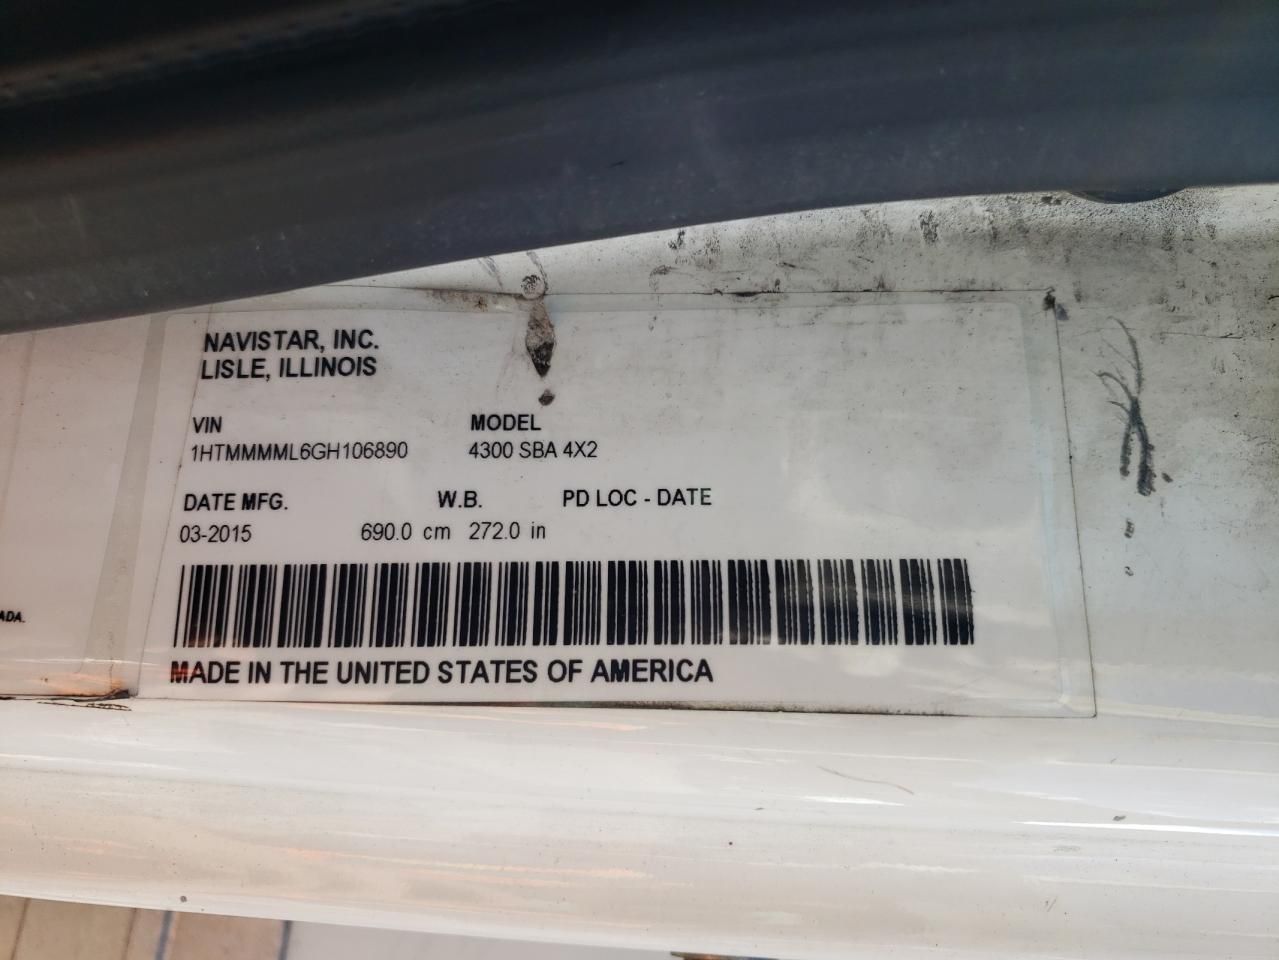 NAVISTAR, INC.
LISLE, ILLINOIS
VIN MODEL
1HTMMMML6GH106890 4300 SBA 4X2
DATE MFG. W.B. PD LOC - DATE
03-2015 690.0 cm 272.0 in
ADA.
MADE IN THE UNITED STATES OF AMERICA